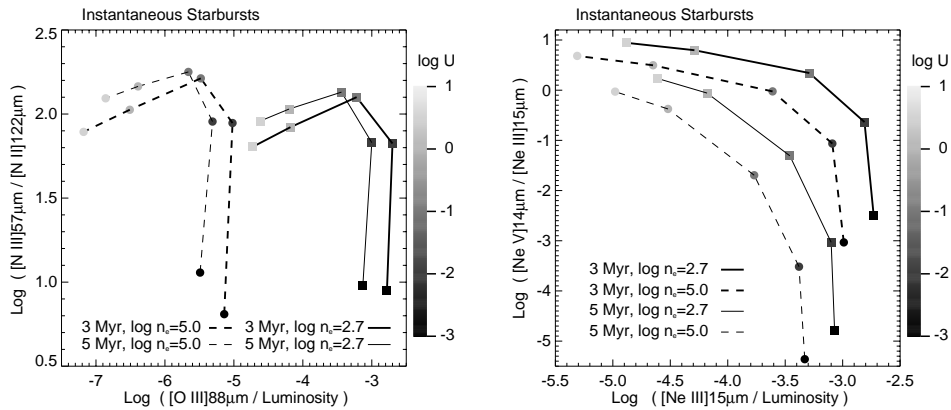 Instantaneous Starbursts
2.5
2.0
1.5
1.0
0.5
Log ( [N III]57μm / [N II]122μm )
3 Myr, log nₑ=5.0
3 Myr, log nₑ=2.7
5 Myr, log nₑ=5.0
5 Myr, log nₑ=2.7
-7
-6
-5
-4
-3
Log ( [O III]88μm / Luminosity )
log U
1
0
-1
-2
-3
Instantaneous Starbursts
1
0
-1
-2
-3
-4
-5
Log ( [Ne V]14μm / [Ne III]15μm )
3 Myr, log nₑ=2.7
3 Myr, log nₑ=5.0
5 Myr, log nₑ=2.7
5 Myr, log nₑ=5.0
-5.5
-5.0
-4.5
-4.0
-3.5
-3.0
-2.5
Log ( [Ne III]15μm / Luminosity )
log U
1
0
-1
-2
-3